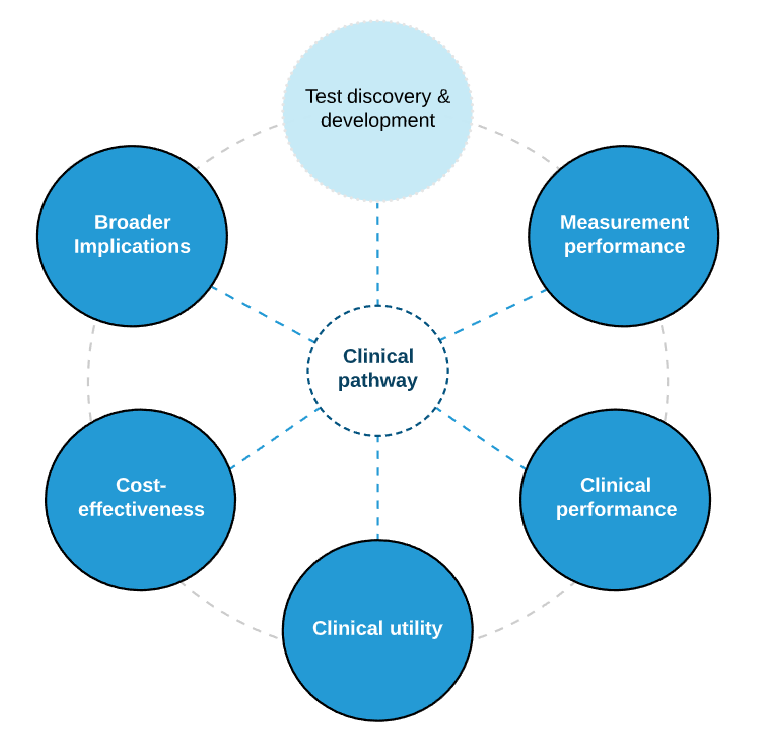 Test discovery &
development
Broader
Implications
Measurement
performance
Clinical
pathway
Cost-
effectiveness
Clinical
performance
Clinical utility